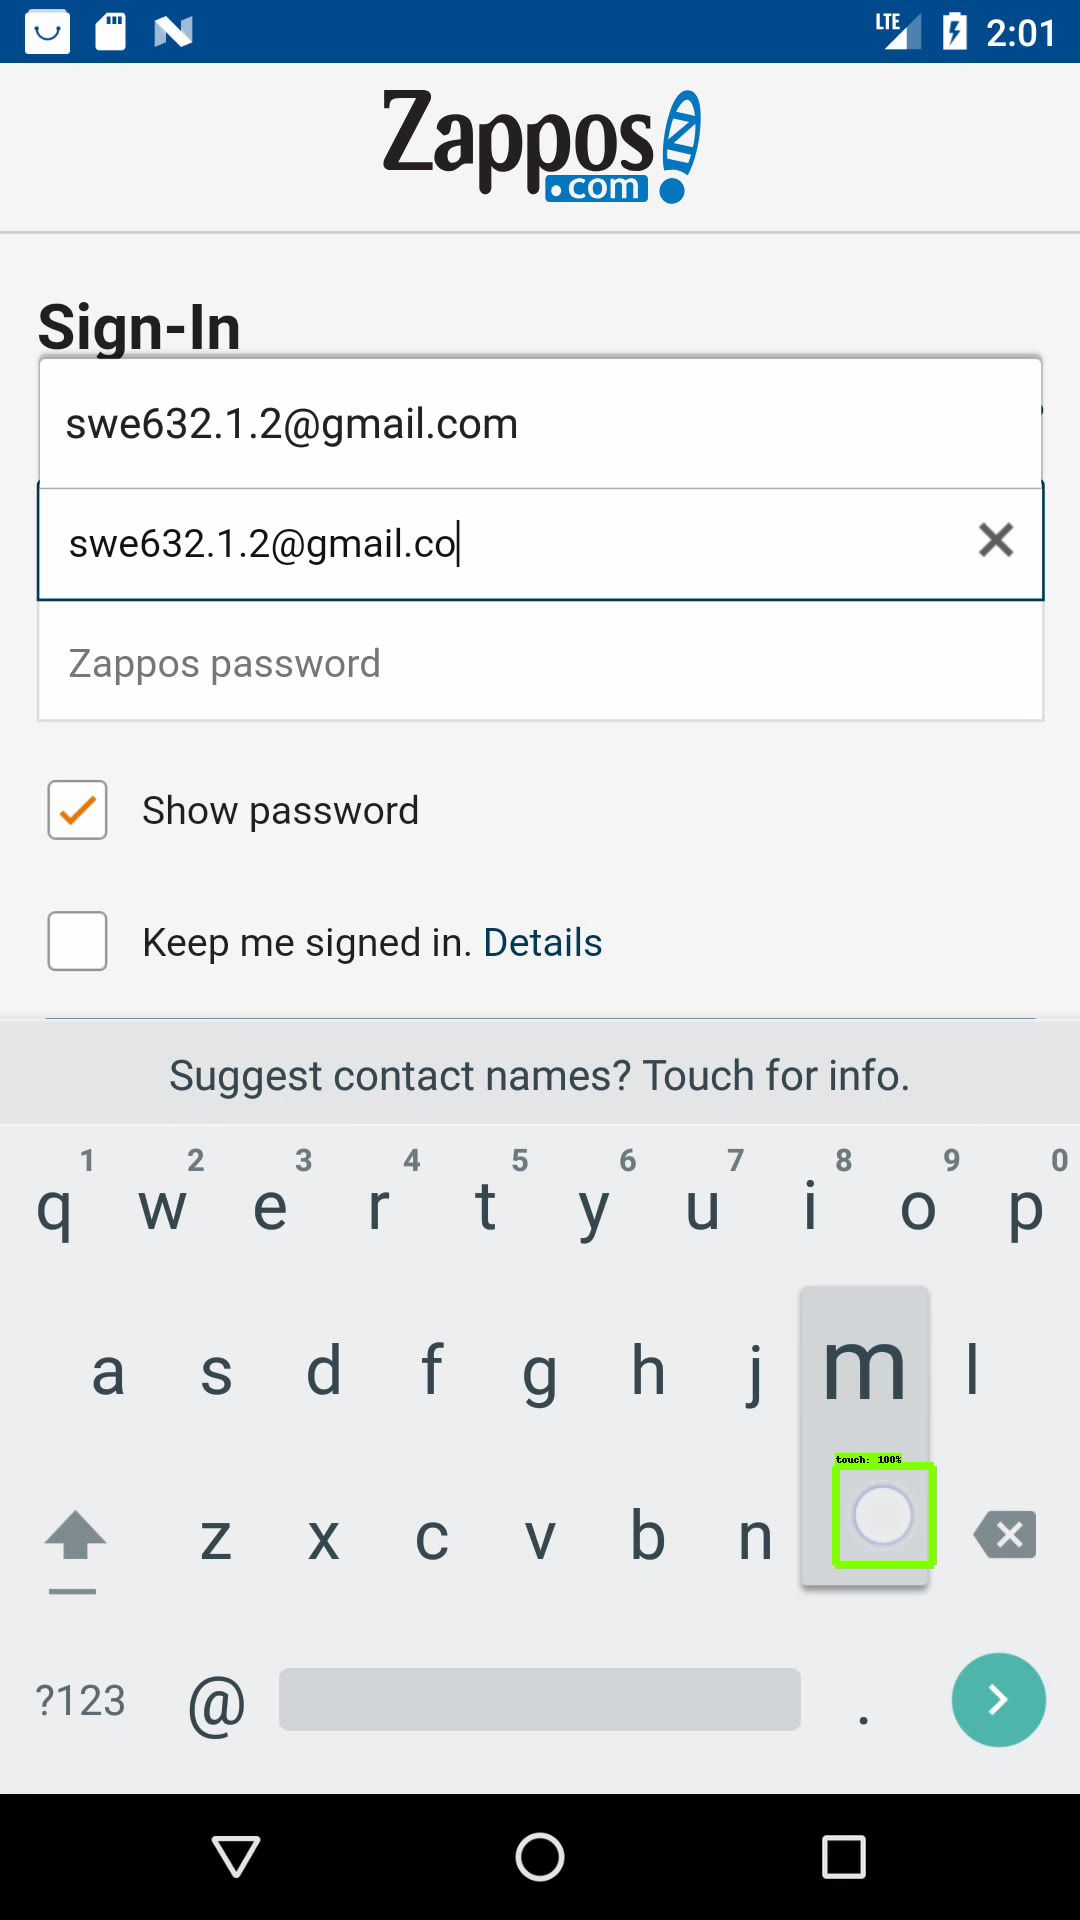 LTE 2:01
Zappos
.com
Sign-In
swe632.1.2@gmail.com
swe632.1.2@gmail.co
Zappos password
Show password
Keep me signed in. Details
Suggest contact names? Touch for info.
1 2 3 4 5 6 7 8 9 0
q w e r t y u i o p
a s d f g h j m l
touch: 100%
z x c v b n
?123 @ .